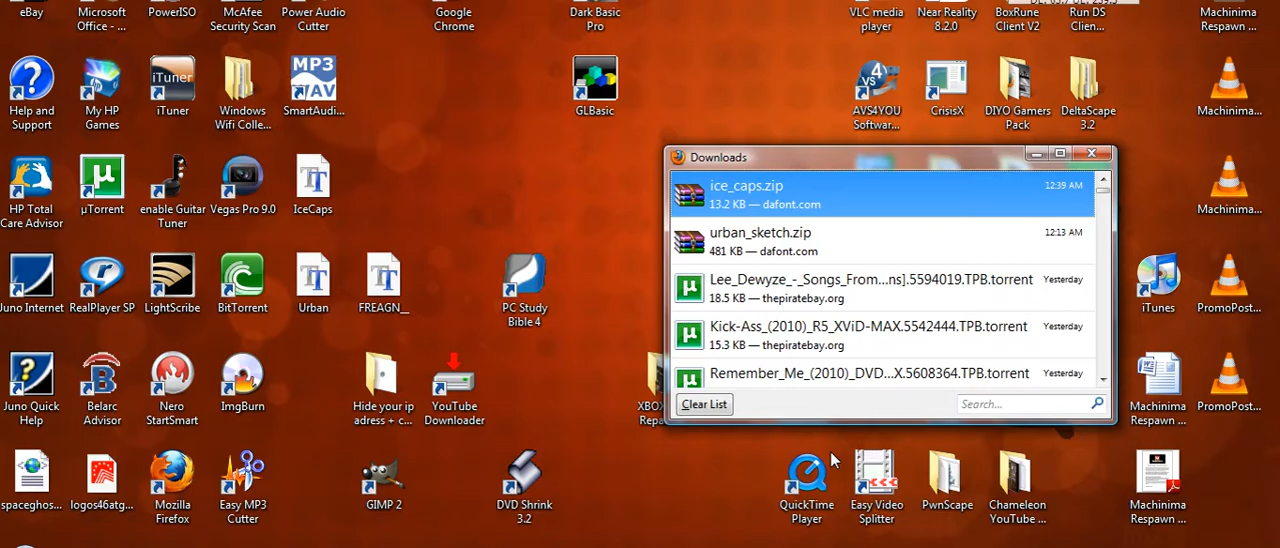 eBay
Microsoft Office - ...
PowerISO
McAfee Security Scan
Power Audio Cutter
Google Chrome
Dark Basic Pro
VLC media player
Near Reality 8.2.0
BoxRune Client V2
Run DS Clien...
Machinima Respawn ...
Help and Support
My HP Games
iTuner
iTuner
Windows Wifi Colle...
MP3
WAV
SmartAudi...
GLBasic
4
VS
AVS4YOU Softwar...
CrisisX
DIYO Gamers Pack
DeltaScape 3.2
Machinima...
Downloads
ice_caps.zip
12:39 AM
13.2 KB — dafont.com
urban_sketch.zip
12:13 AM
481 KB — dafont.com
Lee_Dewyze_-_Songs_From...ns].5594019.TPB.torrent
Yesterday
18.5 KB — thepiratebay.org
Kick-Ass_(2010)_R5_XViD-MAX.5542444.TPB.torrent
Yesterday
15.3 KB — thepiratebay.org
Remember_Me_(2010)_DVD...X.5608364.TPB.torrent
Yesterday
Clear List
Search...
HP Total Care Advisor
µTorrent
enable Guitar Tuner
Vegas Pro 9.0
IceCaps
Machinima...
Juno Internet
RealPlayer SP
LightScribe
BitTorrent
Urban
FREAGN__
PC Study Bible 4
iTunes
PromoPost...
Juno Quick Help
Belarc Advisor
Nero StartSmart
ImgBurn
Hide your ip adress + c...
YouTube Downloader
XBOX
Repa
Machinima Respawn ...
PromoPost...
spaceghos...
logos46atg...
Mozilla Firefox
Easy MP3 Cutter
GIMP 2
DVD Shrink 3.2
QuickTime Player
Easy Video Splitter
PwnScape
Chameleon YouTube ...
Machinima Respawn ...